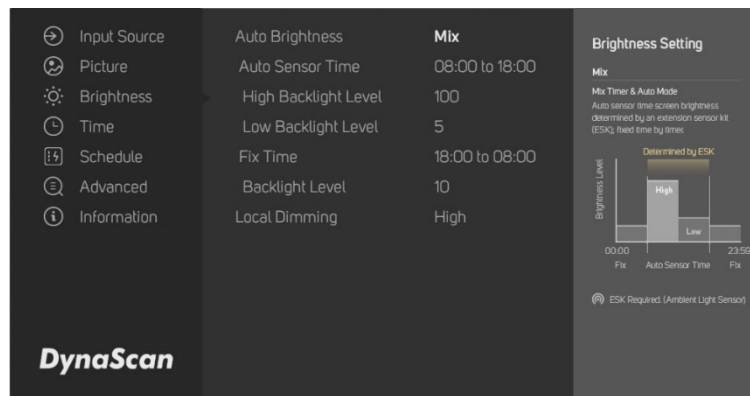 Input Source
Picture
Brightness
Time
Schedule
Advanced
Information
DynaScan
Auto Brightness Mix
Auto Sensor Time 08:00 to 18:00
High Backlight Level 100
Low Backlight Level 5
Fix Time 18:00 to 08:00
Backlight Level 10
Local Dimming High
Brightness Setting
Mix
Mix Timer & Auto Mode
Auto sensor time screen brightness
determined by an extension sensor kit
(ESK); fixed time by timer.
Determined by ESK
Brightness Level
High
Low
00:00 23:59
Fix Auto Sensor Time Fix
ESK Required. (Ambient Light Sensor)